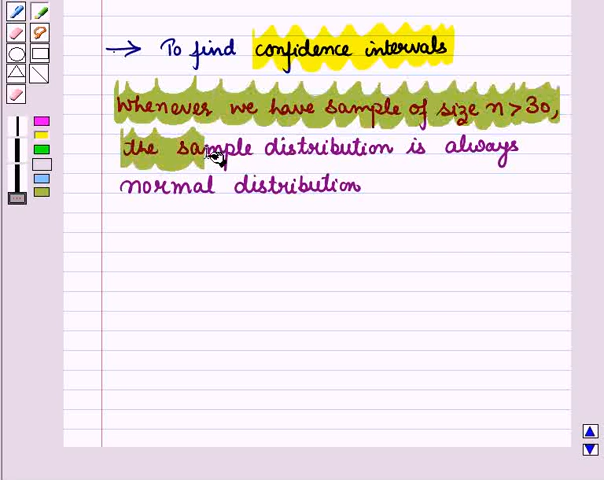 → To find confidence intervals
Whenever we have sample of size n > 30,
the sample distribution is always
normal distribution